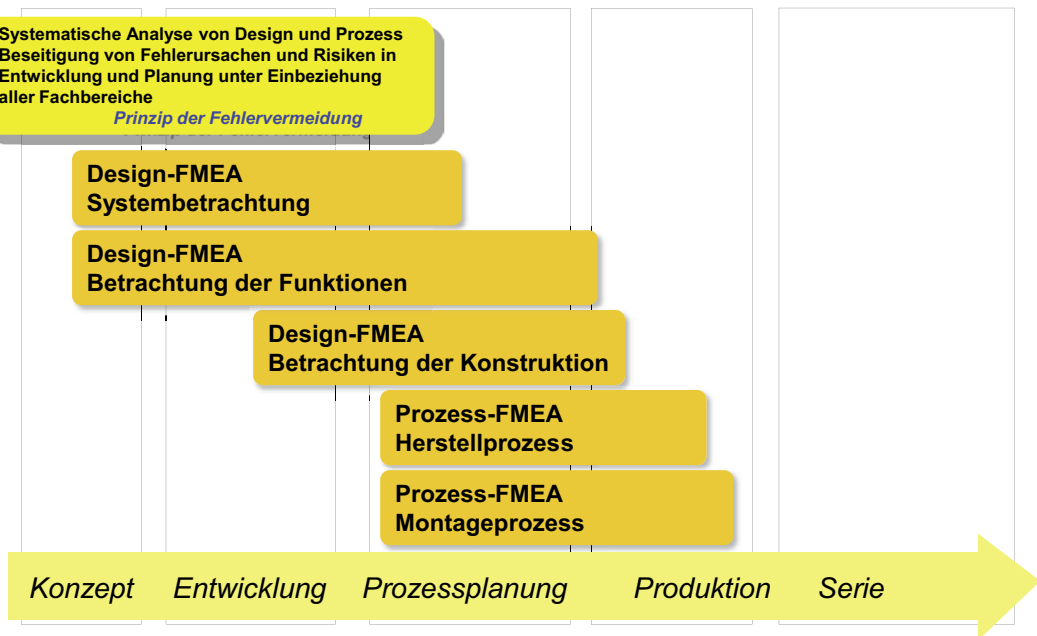 Systematische Analyse von Design und Prozess
Beseitigung von Fehlerursachen und Risiken in
Entwicklung und Planung unter Einbeziehung
aller Fachbereiche
Prinzip der Fehlervermeidung
Design-FMEA
Systembetrachtung
Design-FMEA
Betrachtung der Funktionen
Design-FMEA
Betrachtung der Konstruktion
Prozess-FMEA
Herstellprozess
Prozess-FMEA
Montageprozess
Konzept Entwicklung Prozessplanung Produktion Serie